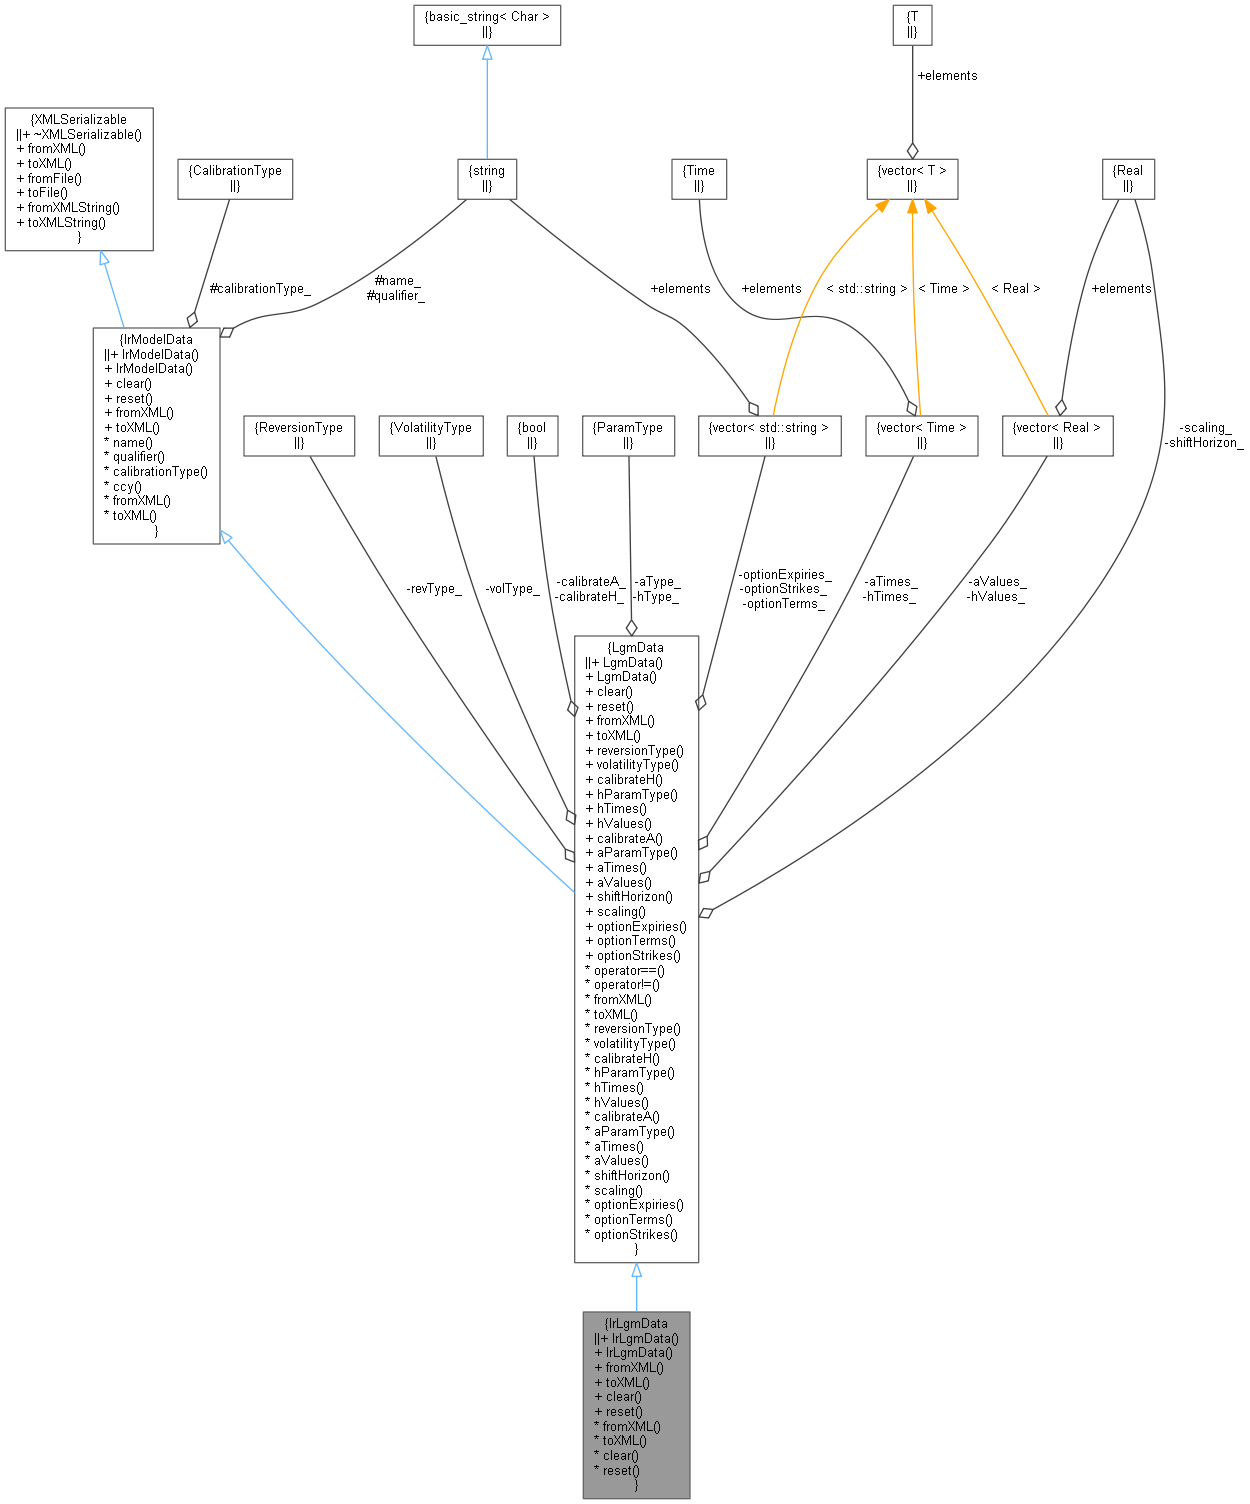 {basic_string< Char >
||}
{T
||}
+elements
{XMLSerializable
||+ ~XMLSerializable()
+ fromXML()
+ toXML()
+ fromFile()
+ toFile()
+ fromXMLString()
+ toXMLString()
}
{CalibrationType
||}
{string
||}
{Time
||}
{vector< T >
||}
{Real
||}
#calibrationType_
#name_
#qualifier_
+elements
+elements
< std::string >
< Time >
< Real >
+elements
-scaling_
-shiftHorizon_
{IrModelData
||+ IrModelData()
+ IrModelData()
+ clear()
+ reset()
+ fromXML()
+ toXML()
* name()
* qualifier()
* calibrationType()
* ccy()
* fromXML()
* toXML()
}
{ReversionType
||}
{VolatilityType
||}
{bool
||}
{ParamType
||}
{vector< std::string >
||}
{vector< Time >
||}
{vector< Real >
||}
-revType_
-volType_
-calibrateA_
-calibrateH_
-aType_
-hType_
-optionExpiries_
-optionStrikes_
-optionTerms_
-aTimes_
-hTimes_
-aValues_
-hValues_
{LgmData
||+ LgmData()
+ LgmData()
+ clear()
+ reset()
+ fromXML()
+ toXML()
+ reversionType()
+ volatilityType()
+ calibrateH()
+ hParamType()
+ hTimes()
+ hValues()
+ calibrateA()
+ aParamType()
+ aTimes()
+ aValues()
+ shiftHorizon()
+ scaling()
+ optionExpiries()
+ optionTerms()
+ optionStrikes()
* operator==()
* operator!=()
* fromXML()
* toXML()
* reversionType()
* volatilityType()
* calibrateH()
* hParamType()
* hTimes()
* hValues()
* calibrateA()
* aParamType()
* aTimes()
* aValues()
* shiftHorizon()
* scaling()
* optionExpiries()
* optionTerms()
* optionStrikes()
}
{IrLgmData
||+ IrLgmData()
+ IrLgmData()
+ fromXML()
+ toXML()
+ clear()
+ reset()
* fromXML()
* toXML()
* clear()
* reset()
}